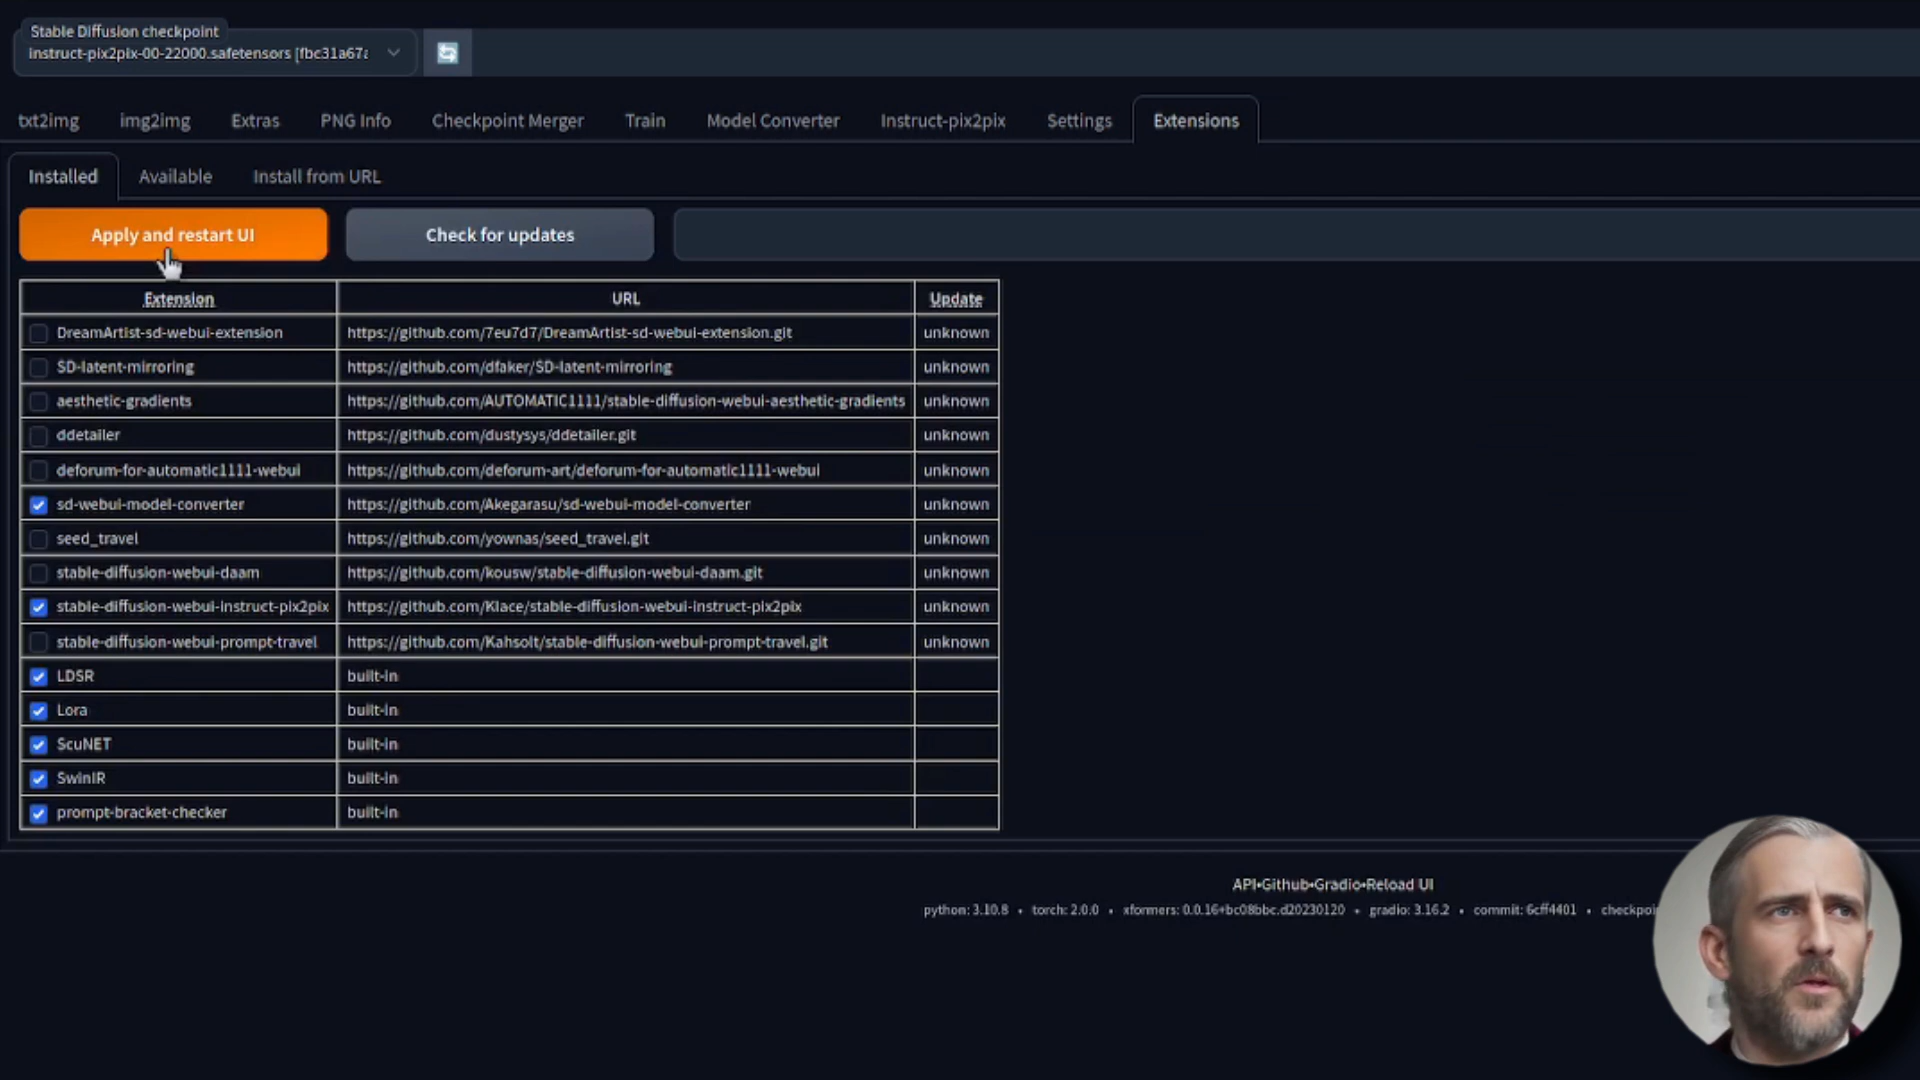 Stable Diffusion checkpoint
instruct-pix2pix-00-22000.safetensors [fbc31a67
txt2img img2img Extras PNG Info Checkpoint Merger Train Model Converter Instruct-pix2pix Settings Extensions
Installed Available Install from URL
Apply and restart UI Check for updates
Extension URL Update
DreamArtist-sd-webui-extension https://github.com/7eu7d7/DreamArtist-sd-webui-extension.git unknown
SD-latent-mirroring https://github.com/dfaker/SD-latent-mirroring unknown
aesthetic-gradients https://github.com/AUTOMATIC1111/stable-diffusion-webui-aesthetic-gradients unknown
ddetailer https://github.com/dustysys/ddetailer.git unknown
deforum-for-automatic1111-webui https://github.com/deforum-art/deforum-for-automatic1111-webui unknown
sd-webui-model-converter https://github.com/Akegarasu/sd-webui-model-converter unknown
seed_travel https://github.com/yownas/seed_travel.git unknown
stable-diffusion-webui-daam https://github.com/kousw/stable-diffusion-webui-daam.git unknown
stable-diffusion-webui-instruct-pix2pix https://github.com/Klace/stable-diffusion-webui-instruct-pix2pix unknown
stable-diffusion-webui-prompt-travel https://github.com/Kahsolt/stable-diffusion-webui-prompt-travel.git unknown
LDSR built-in
Lora built-in
ScuNET built-in
SwinIR built-in
prompt-bracket-checker built-in
API•Github•Gradio•Reload UI
python: 3.10.8 • torch: 2.0.0 • xformers: 0.0.16+bc08bbc.d20230120 • gradio: 3.16.2 • commit: 6cff4401 •